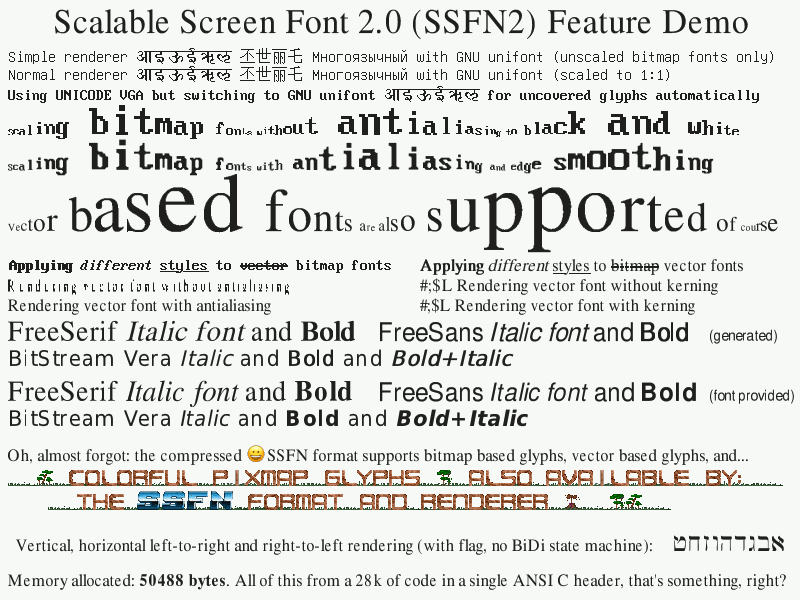 Scalable Screen Font 2.0 (SSFN2) Feature Demo
Simple renderer आइऊईऋऌ 丕世丽乇 Многоязычный with GNU unifont (unscaled bitmap fonts only)
Normal renderer आइऊईऋऌ 丕世丽乇 Многоязычный with GNU unifont (scaled to 1:1)
Using UNICODE VGA but switching to GNU unifont आइऊईऋऌ for uncovered glyphs automatically
scaling bitmap fonts without antialiasing to black and white
scaling bitmap fonts with antialiasing and edge smoothing
vector based fonts are also supported of course
Applying different styles to vector bitmap fonts
Rendering vector font without antialiasing
Rendering vector font with antialiasing
Applying different styles to bitmap vector fonts
#;$L Rendering vector font without kerning
#;$L Rendering vector font with kerning
FreeSerif Italic font and Bold FreeSans Italic font and Bold (generated)
BitStream Vera Italic and Bold and Bold+Italic
FreeSerif Italic font and Bold FreeSans Italic font and Bold (font provided)
BitStream Vera Italic and Bold and Bold+Italic
Oh, almost forgot: the compressed 😀SSFN format supports bitmap based glyphs, vector based glyphs, and...
COLORFUL PIXMAP GLYPHS ALSO AVAILABLE BY:
THE SSFN FORMAT AND RENDERER
Vertical, horizontal left-to-right and right-to-left rendering (with flag, no BiDi state machine): אבגדהוזחט
Memory allocated: 50488 bytes. All of this from a 28k of code in a single ANSI C header, that's something, right?